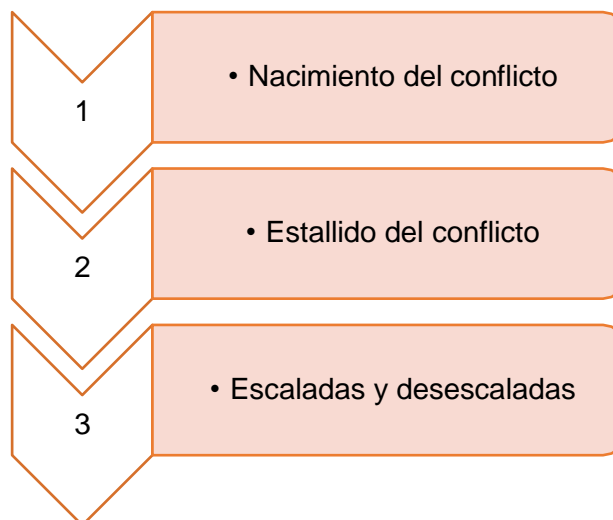 1
• Nacimiento del conflicto
2
• Estallido del conflicto
3
• Escaladas y desescaladas